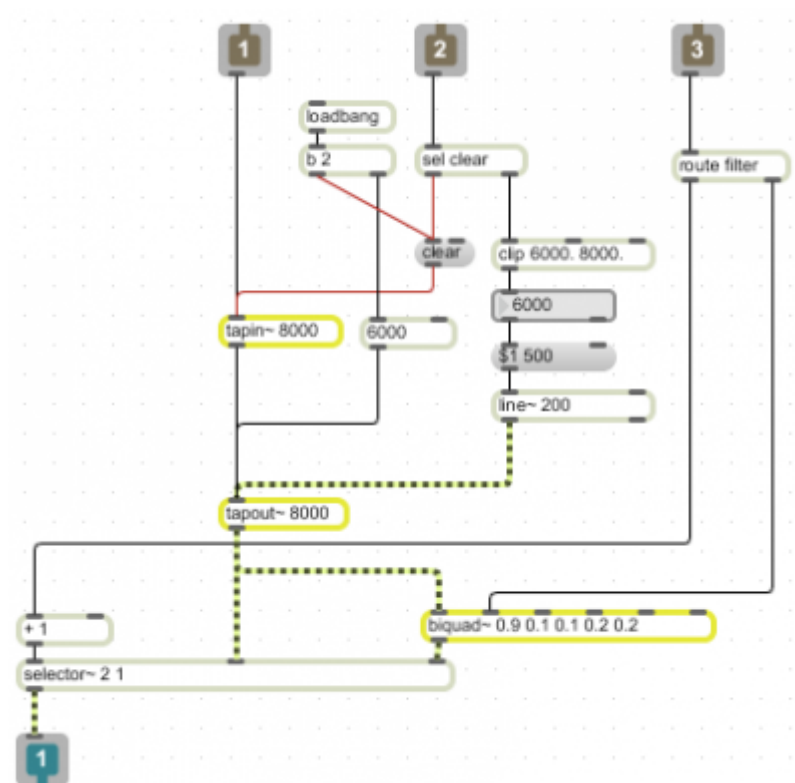 1
2
3
loadbang
b 2
sel clear
route filter
clear
clip 6000. 8000.
6000
tapin~ 8000
6000
$1 500
line~ 200
tapout~ 8000
+ 1
biquad~ 0.9 0.1 0.1 0.2 0.2
selector~ 2 1
1